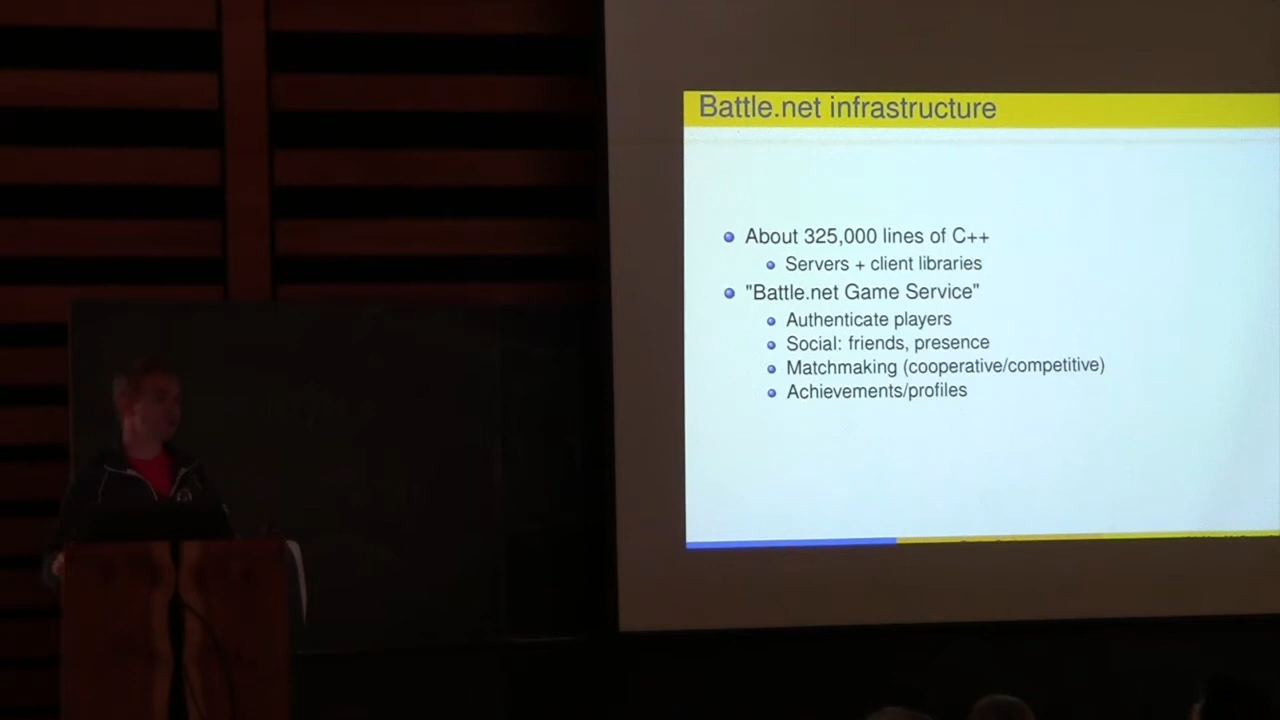 Battle.net infrastructure
About 325,000 lines of C++
Servers + client libraries
"Battle.net Game Service"
Authenticate players
Social: friends, presence
Matchmaking (cooperative/competitive)
Achievements/profiles